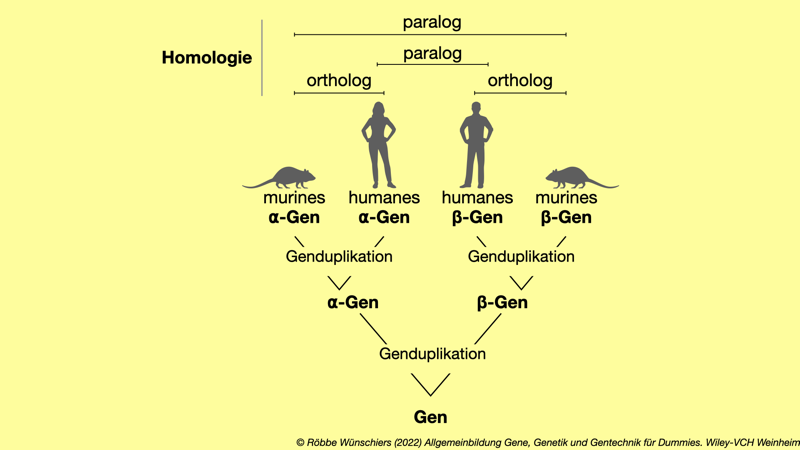 paralog
Homologie
paralog
ortholog
ortholog
murines
α-Gen
humanes
α-Gen
humanes
β-Gen
murines
β-Gen
Genduplikation
Genduplikation
α-Gen
β-Gen
Genduplikation
Gen
© Röbbe Wünschiers (2022) Allgemeinbildung Gene, Genetik und Gentechnik für Dummies. Wiley-VCH Weinheim